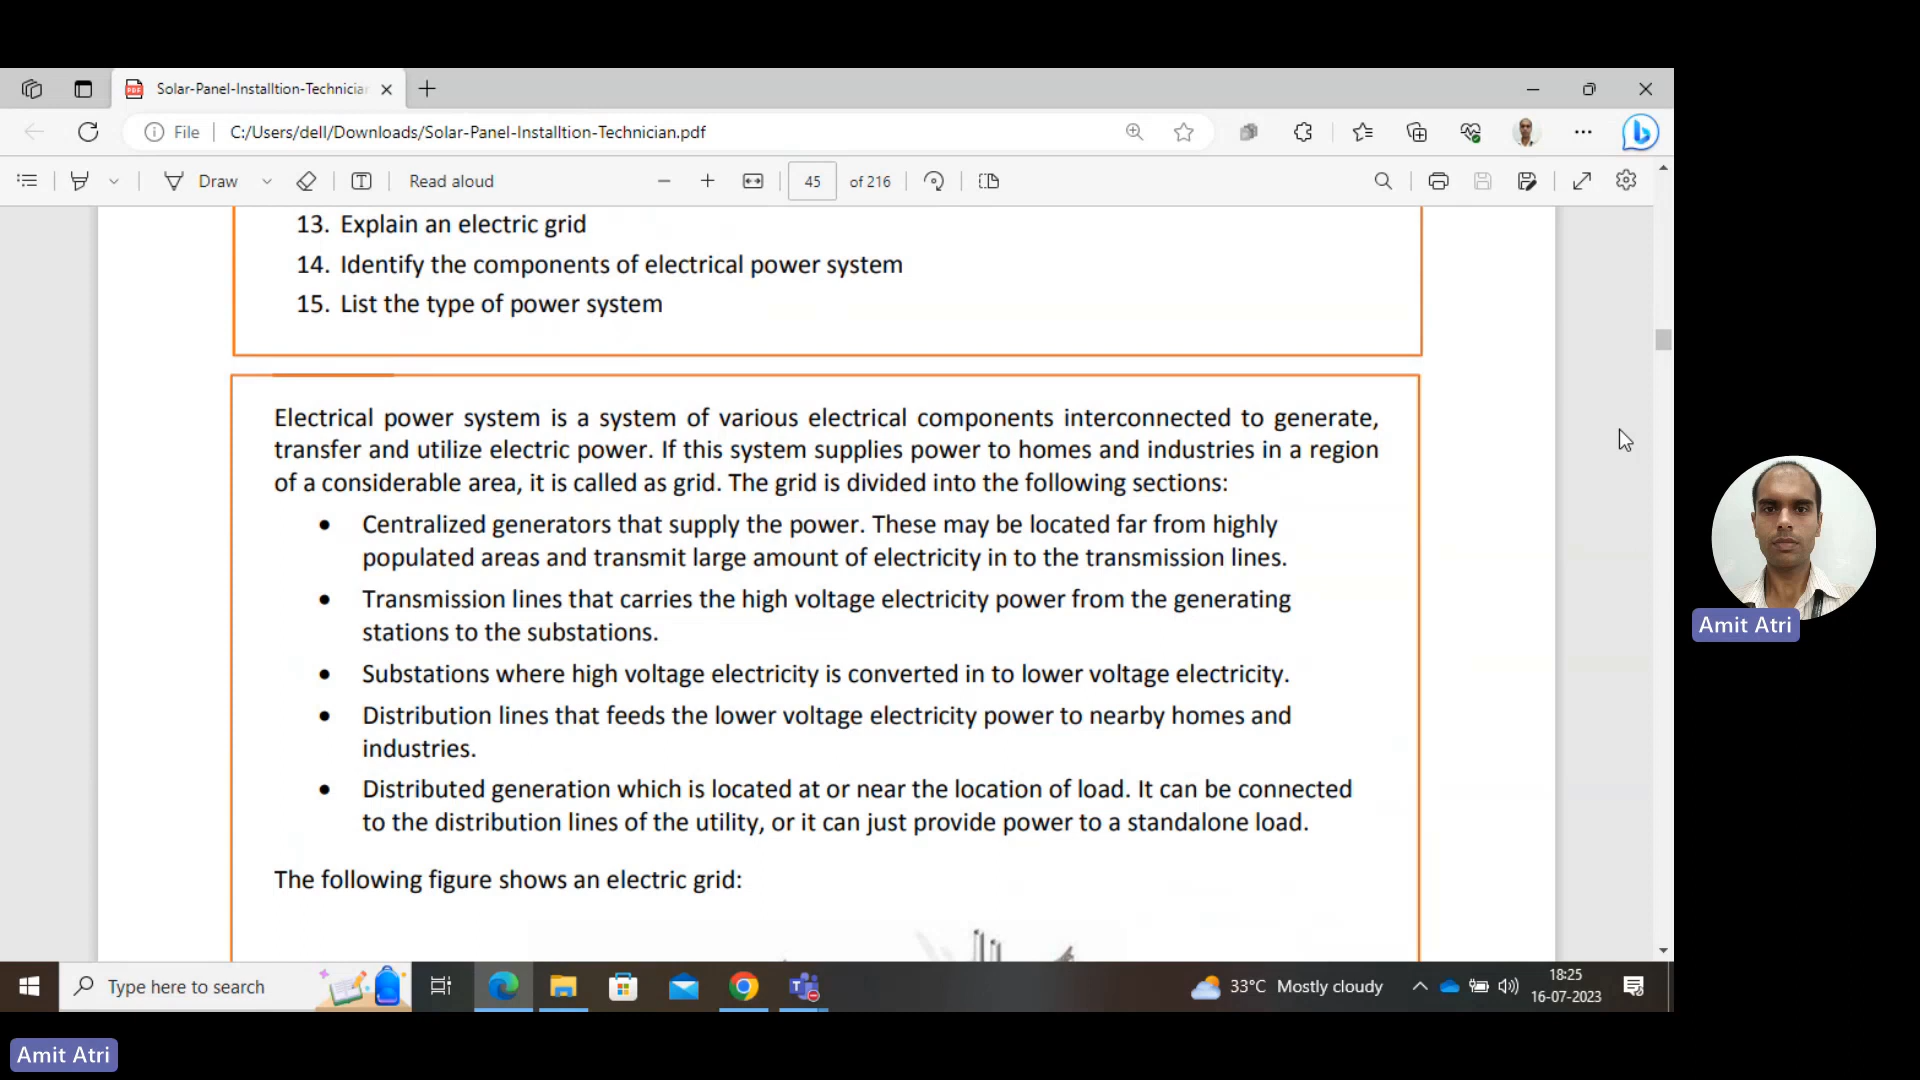 Solar-Panel-Installtion-Technician
File
C:/Users/dell/Downloads/Solar-Panel-Installtion-Technician.pdf
Draw
Read aloud
45 of 216
13. Explain an electric grid
14. Identify the components of electrical power system
15. List the type of power system
Electrical power system is a system of various electrical components interconnected to generate,
transfer and utilize electric power. If this system supplies power to homes and industries in a region
of a considerable area, it is called as grid. The grid is divided into the following sections:
• Centralized generators that supply the power. These may be located far from highly
populated areas and transmit large amount of electricity in to the transmission lines.
• Transmission lines that carries the high voltage electricity power from the generating
stations to the substations.
• Substations where high voltage electricity is converted in to lower voltage electricity.
• Distribution lines that feeds the lower voltage electricity power to nearby homes and
industries.
• Distributed generation which is located at or near the location of load. It can be connected
to the distribution lines of the utility, or it can just provide power to a standalone load.
The following figure shows an electric grid:
Amit Atri
Type here to search
33°C Mostly cloudy
18:25
16-07-2023
Amit Atri